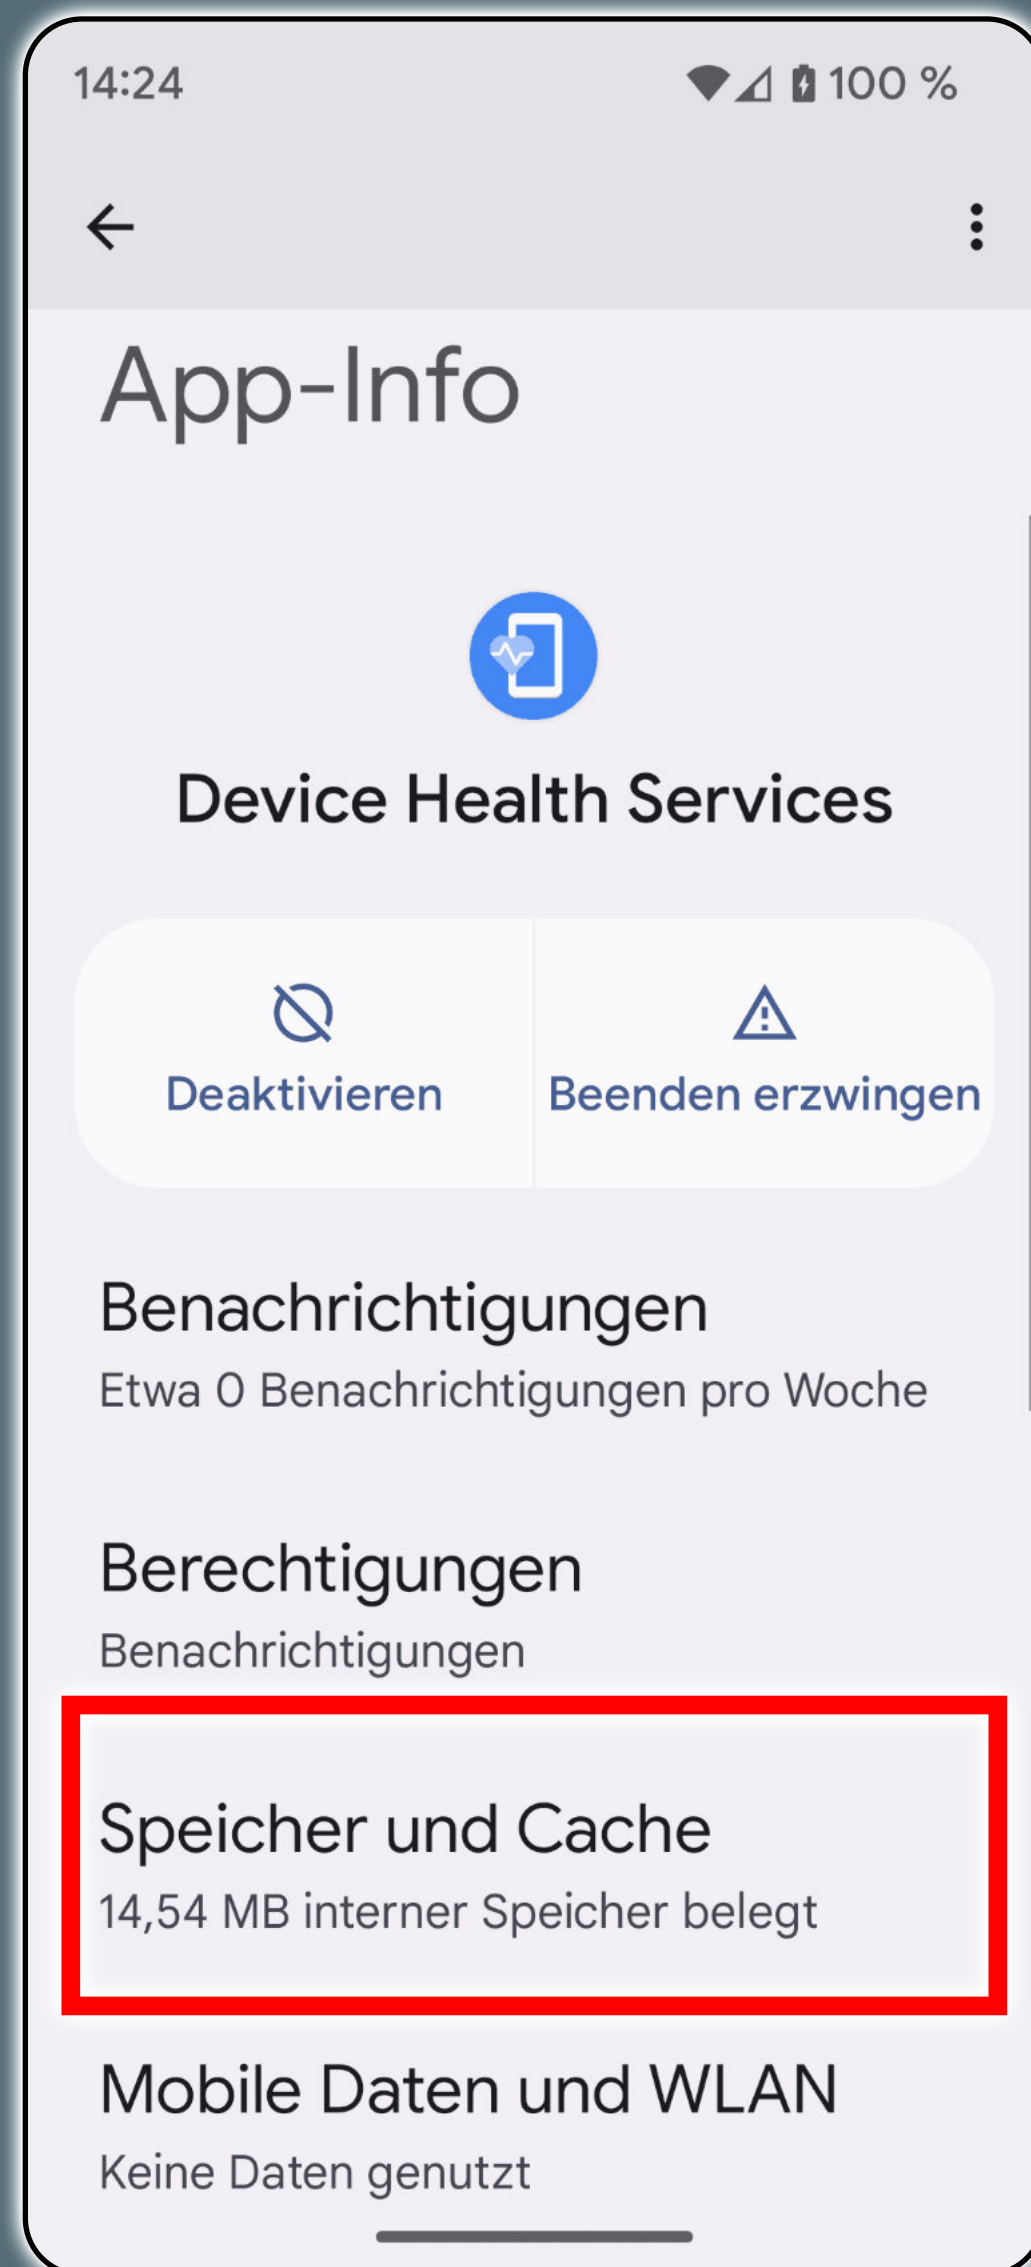 14:24
100 %
App-Info
Device Health Services
Deaktivieren
Beenden erzwingen
Benachrichtigungen
Etwa 0 Benachrichtigungen pro Woche
Berechtigungen
Benachrichtigungen
Speicher und Cache
14,54 MB interner Speicher belegt
Mobile Daten und WLAN
Keine Daten genutzt